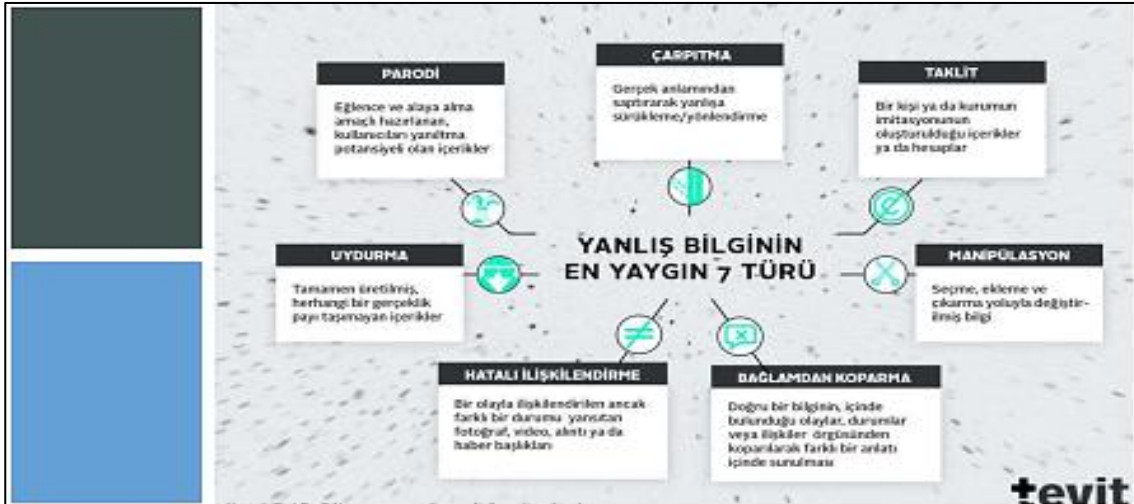 PARODİ
Eğlence ve alaya alma
amaçlı hazırlanan,
kullanıcıları yanıltma
potansiyeli olan içerikler
ÇARPITMA
Gerçek anlamından
saptırarak yanlışa
sürükleme/yönlendirme
TAKLİT
Bir kişi ya da kurumun
imitasyonunun
oluşturulduğu içerikler
ya da hesaplar
YANLIŞ BİLGİNİN
EN YAYGIN 7 TÜRÜ
UYDURMA
Tamamen üretilmiş,
herhangi bir gerçeklik
payı taşımayan içerikler
MANİPÜLASYON
Seçme, ekleme ve
çıkarma yoluyla değiştir-
ilmiş bilgi
HATALI İLİŞKİLENDİRME
Bir olayla ilişkilendirilen ancak
farklı bir durumu yansıtan
fotoğraf, video, alıntı ya da
haber başlıkları
BAĞLAMDAN KOPARMA
Doğru bir bilginin, içinde
bulunduğu olaylar, durumlar
veya ilişkiler örgüsünden
koparılarak farklı bir anlatı
içinde sunulması
teyit